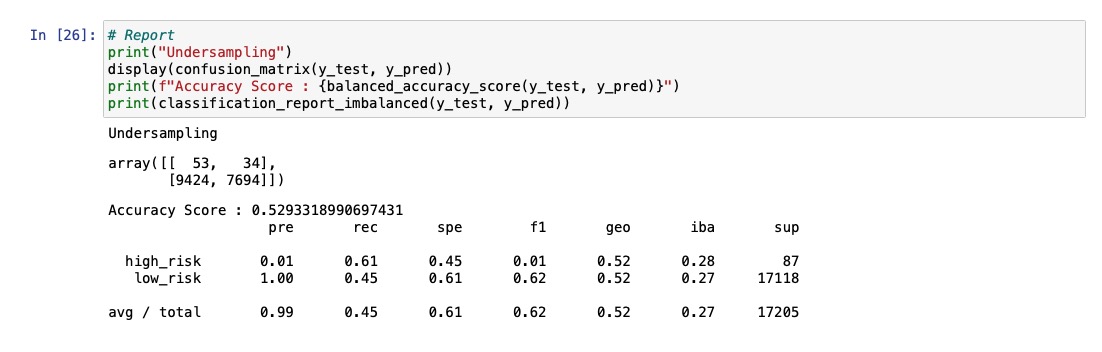 In [26]: # Report
print("Undersampling")
display(confusion_matrix(y_test, y_pred))
print(f"Accuracy Score : {balanced_accuracy_score(y_test, y_pred)}")
print(classification_report_imbalanced(y_test, y_pred))
Undersampling
array([[  53,   34],
       [9424, 7694]])
Accuracy Score : 0.5293318990697431
                   pre       rec       spe        f1       geo       iba       sup
  high_risk       0.01      0.61      0.45      0.01      0.52      0.28        87
   low_risk       1.00      0.45      0.61      0.62      0.52      0.27     17118
avg / total       0.99      0.45      0.61      0.62      0.52      0.27     17205